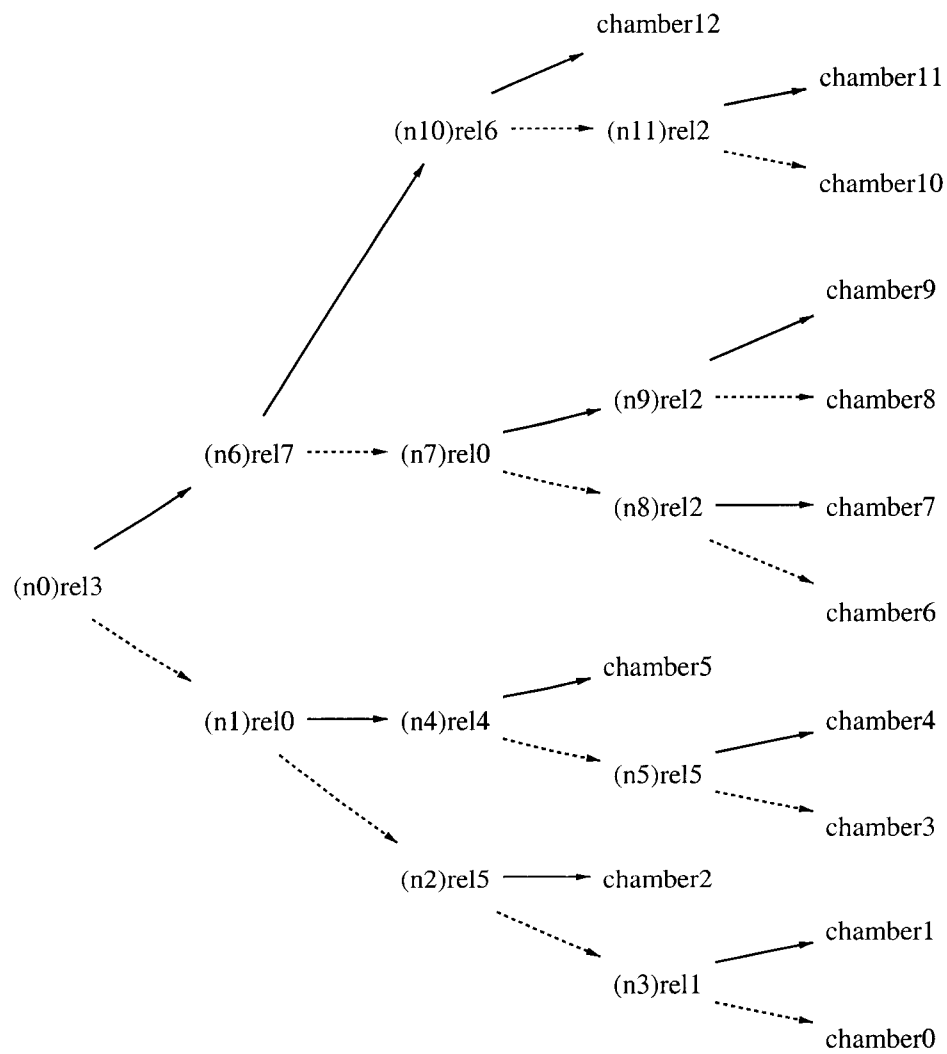 chamber12
chamber11
(n10)rel6
(n11)rel2
chamber10
chamber9
(n9)rel2
chamber8
(n6)rel7
(n7)rel0
(n8)rel2
chamber7
(n0)rel3
chamber6
chamber5
(n1)rel0
(n4)rel4
chamber4
(n5)rel5
chamber3
(n2)rel5
chamber2
chamber1
(n3)rel1
chamber0